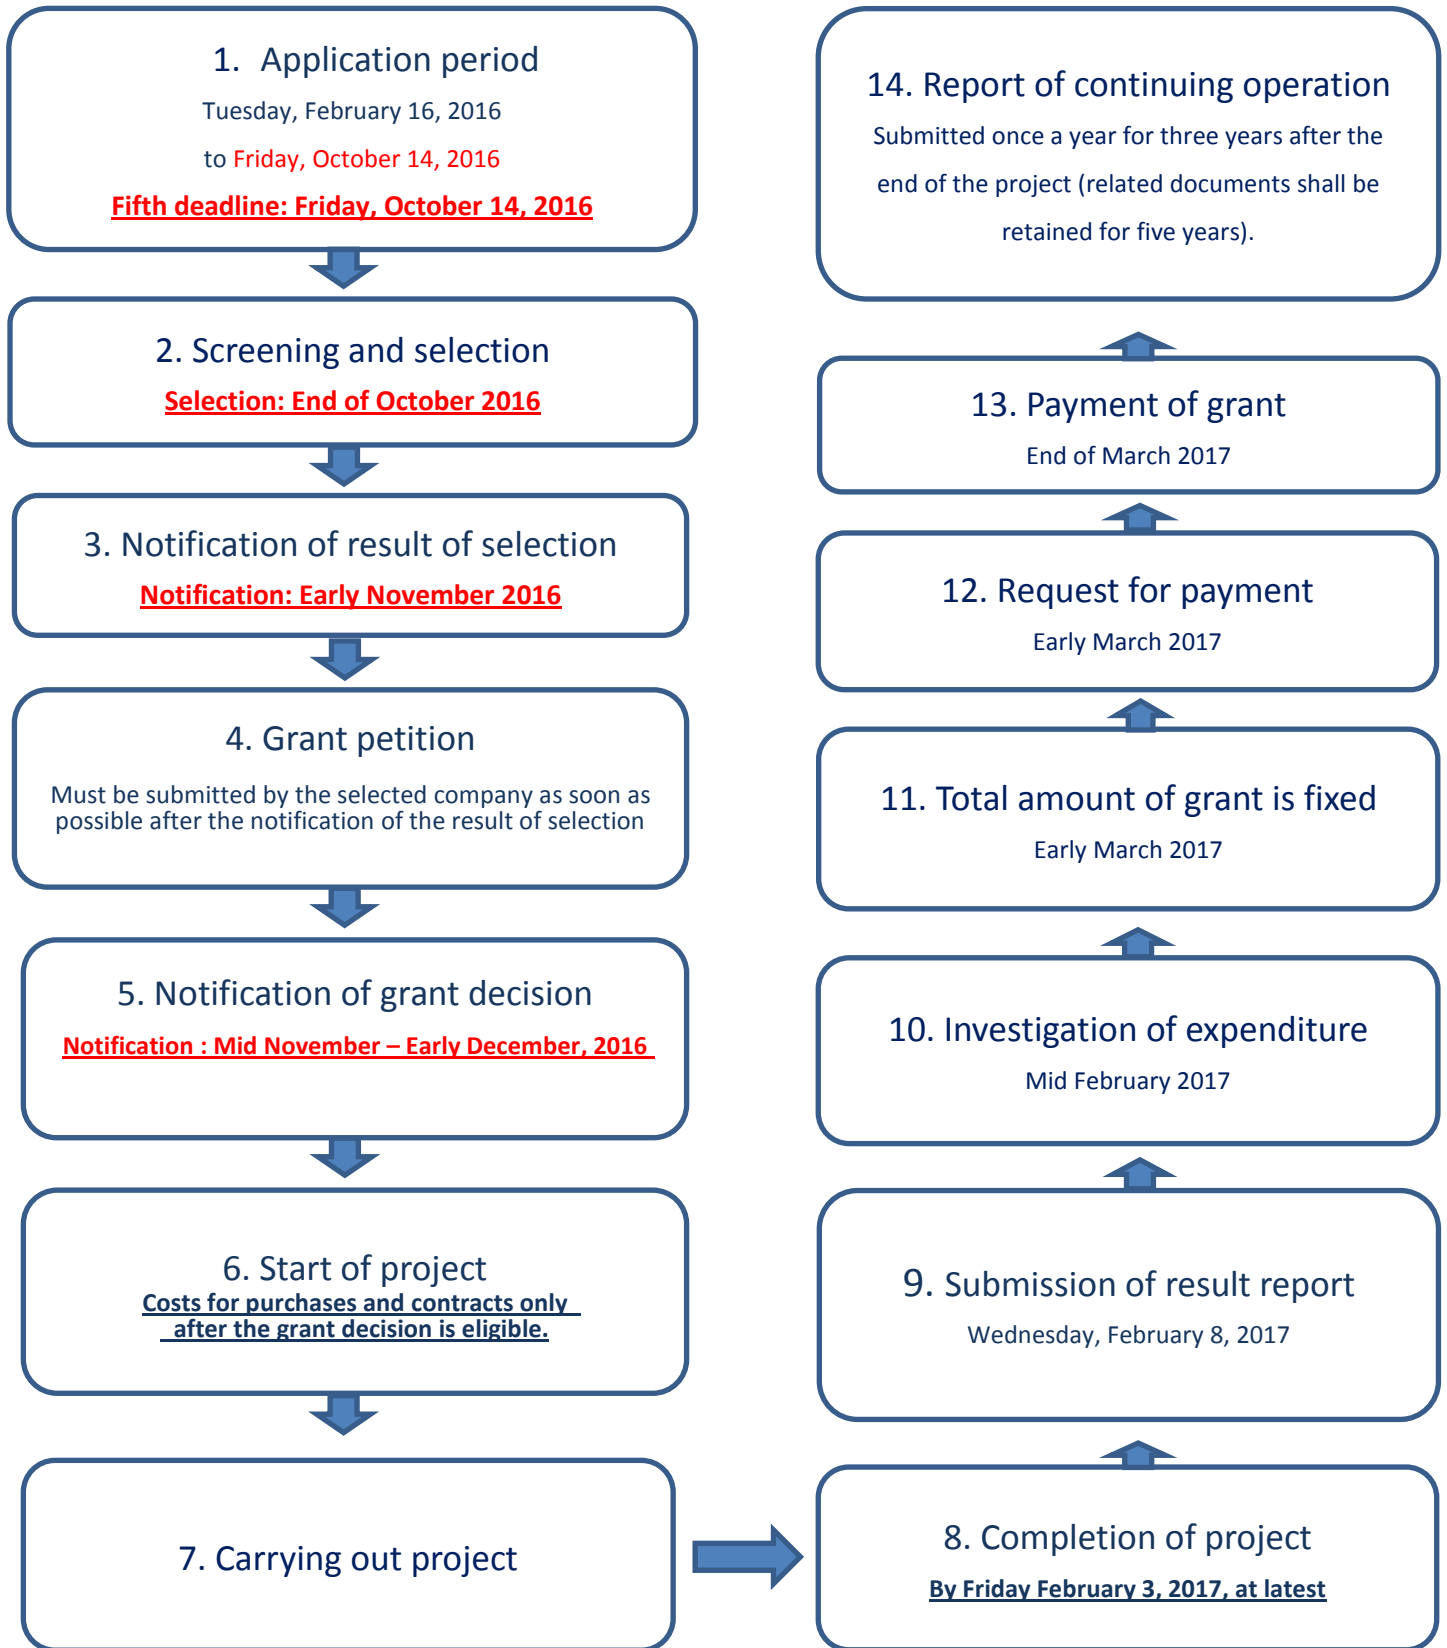 1. Application period
Tuesday, February 16, 2016
to Friday, October 14, 2016
Fifth deadline: Friday, October 14, 2016
2. Screening and selection
Selection: End of October 2016
3. Notification of result of selection
Notification: Early November 2016
4. Grant petition
Must be submitted by the selected company as soon as
possible after the notification of the result of selection
5. Notification of grant decision
Notification : Mid November – Early December, 2016
6. Start of project
Costs for purchases and contracts only
after the grant decision is eligible.
7. Carrying out project
8. Completion of project
By Friday February 3, 2017, at latest
9. Submission of result report
Wednesday, February 8, 2017
10. Investigation of expenditure
Mid February 2017
11. Total amount of grant is fixed
Early March 2017
12. Request for payment
Early March 2017
13. Payment of grant
End of March 2017
14. Report of continuing operation
Submitted once a year for three years after the
end of the project (related documents shall be
retained for five years).